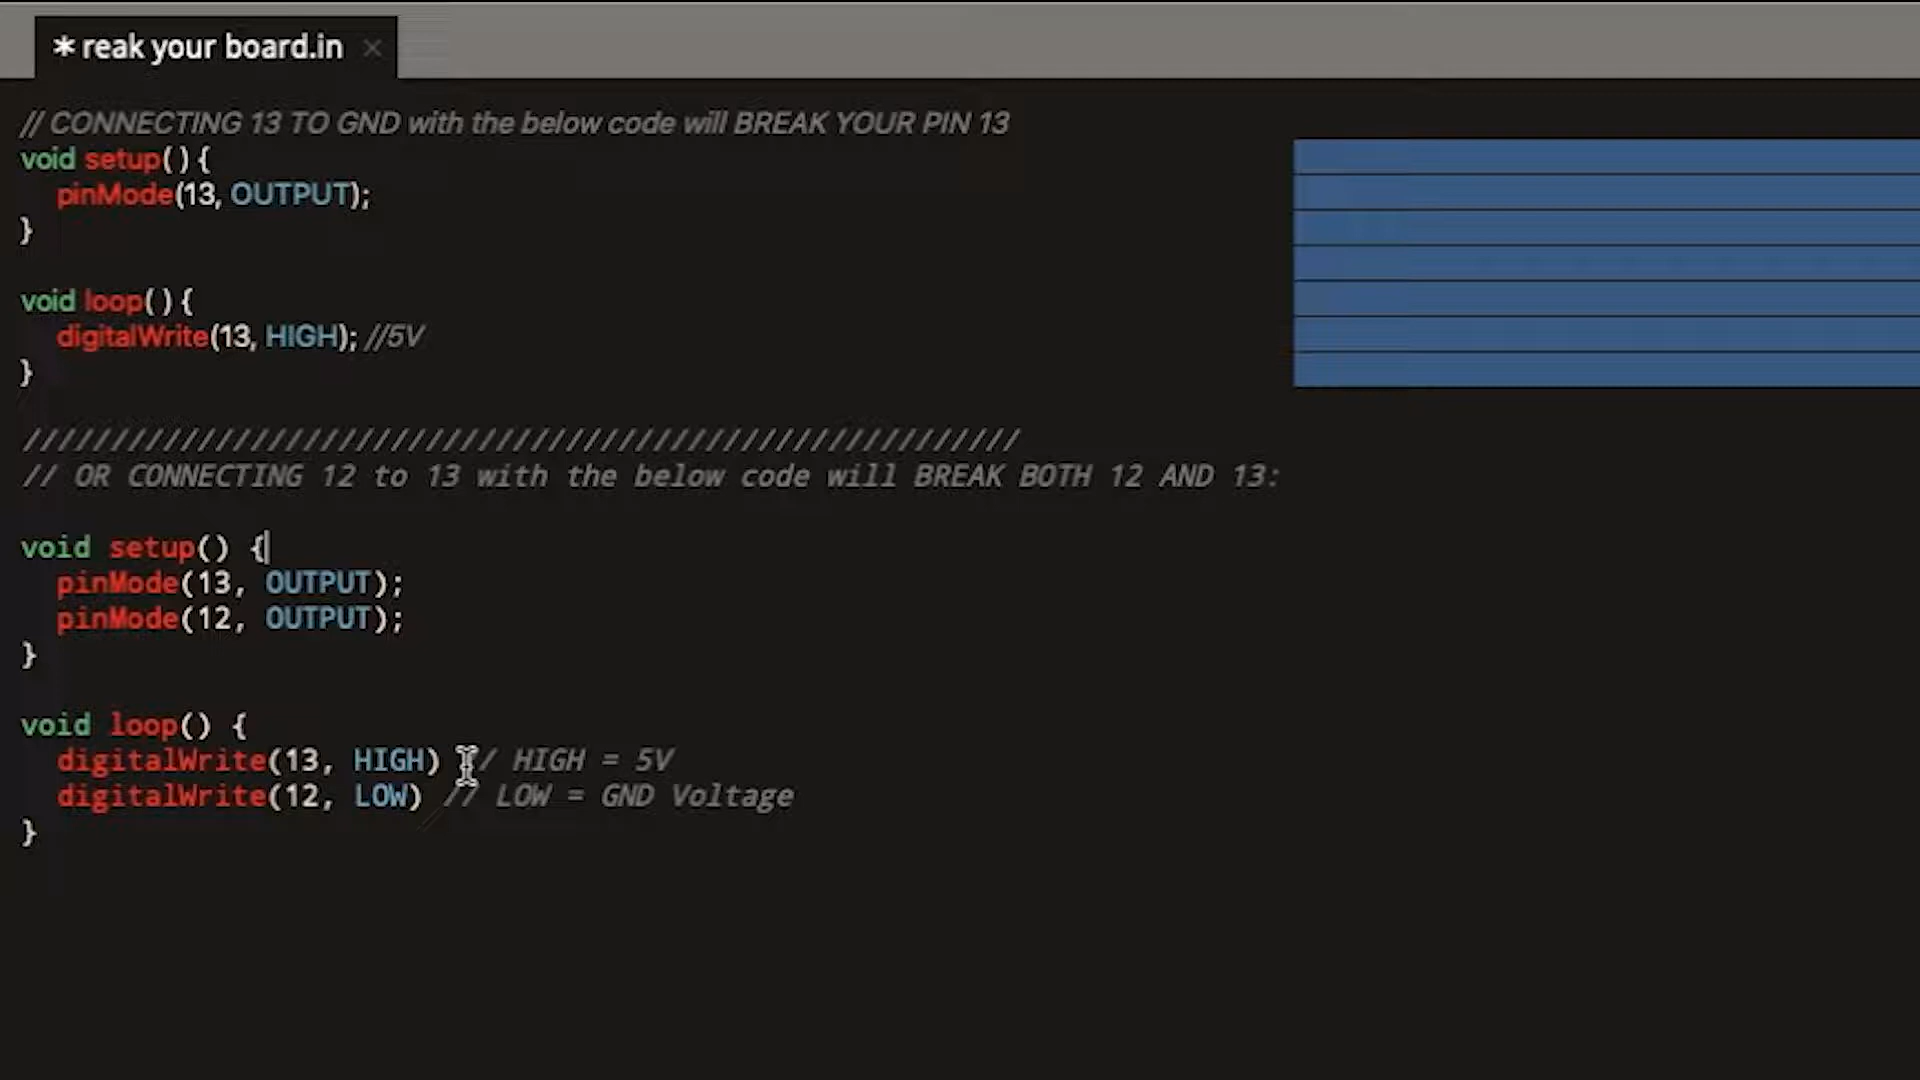 * reak your board.in ×
// CONNECTING 13 TO GND with the below code will BREAK YOUR PIN 13
void setup() {
pinMode(13, OUTPUT);
}
void loop() {
digitalWrite(13, HIGH); //5V
}
/////////////////////////////////////////////////////////
// OR CONNECTING 12 to 13 with the below code will BREAK BOTH 12 AND 13:
void setup() {
pinMode(13, OUTPUT);
pinMode(12, OUTPUT);
}
void loop() {
digitalWrite(13, HIGH) // HIGH = 5V
digitalWrite(12, LOW) // LOW = GND Voltage
}